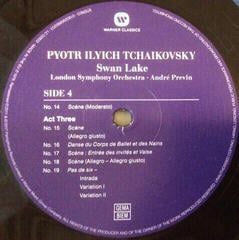 WARNER CLASSICS
PYOTR ILYICH TCHAIKOVSKY
Swan Lake
London Symphony Orchestra · André Previn
SIDE 4
No. 14 Scène (Moderato)
Act Three
No. 15 Scène
(Allegro giusto)
No. 16 Danse du Corps de Ballet et des Nains
No. 17 Scène : Entrée des invités et Valse
No. 18 Scène (Allegro – Allegro giusto)
No. 19 Pas de six –
Intrada
Variation I
Variation II
GEMA
BIEM